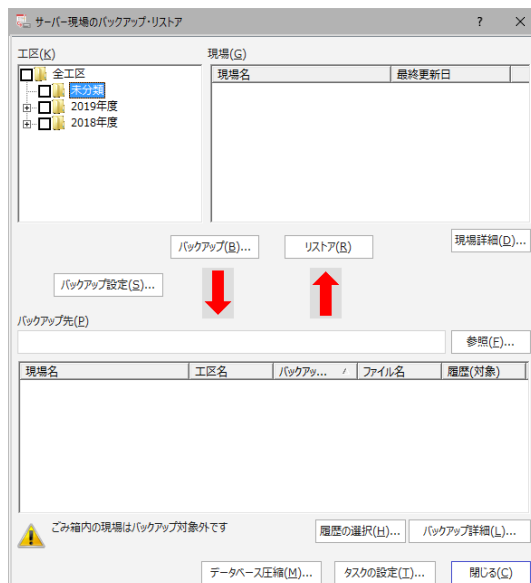 サーバー現場のバックアップ・リストア
工区(K)
現場(G)
全工区
未分類
2019年度
2018年度
現場名 最終更新日
現場詳細(D)...
バックアップ(B)... リストア(R)
バックアップ設定(S)...
バックアップ先(P)
参照(F)...
現場名 工区名 バックアッ... ファイル名 履歴(対象)
ごみ箱内の現場はバックアップ対象外です
履歴の選択(H)... バックアップ詳細(L)...
データベース圧縮(M)... タスクの設定(T)... 閉じる(C)